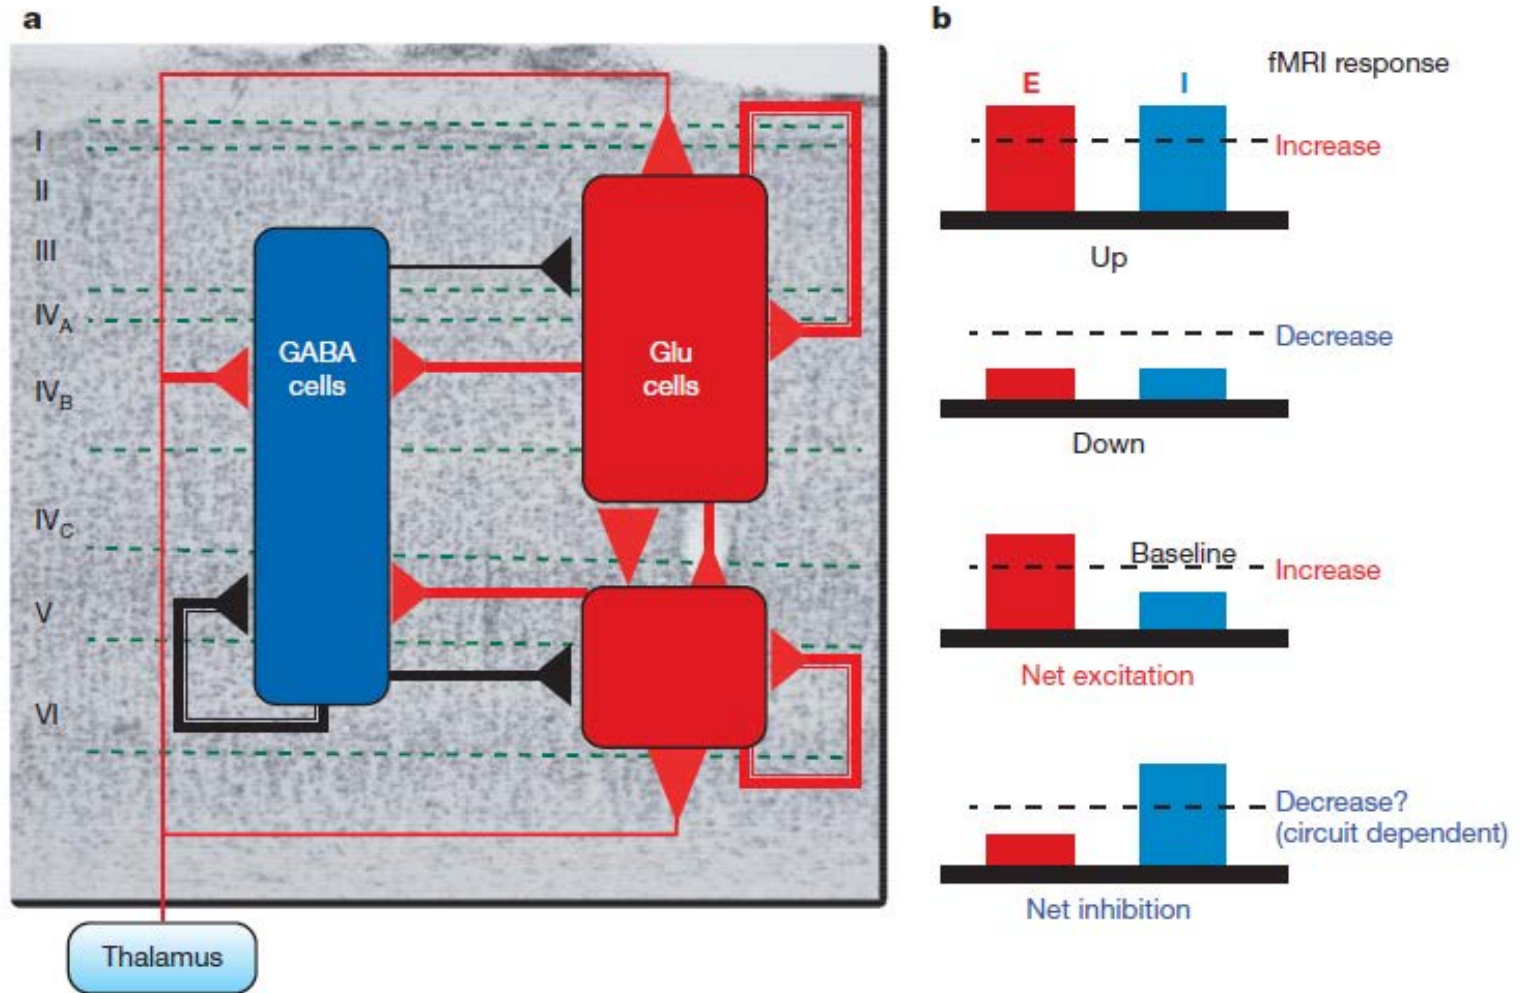 a
I
II
III
IVA
IVB
IVC
V
VI
GABA
cells
Glu
cells
Thalamus
b
fMRI response
E
I
Increase
Up
Decrease
Down
Baseline
Increase
Net excitation
Decrease?
(circuit dependent)
Net inhibition